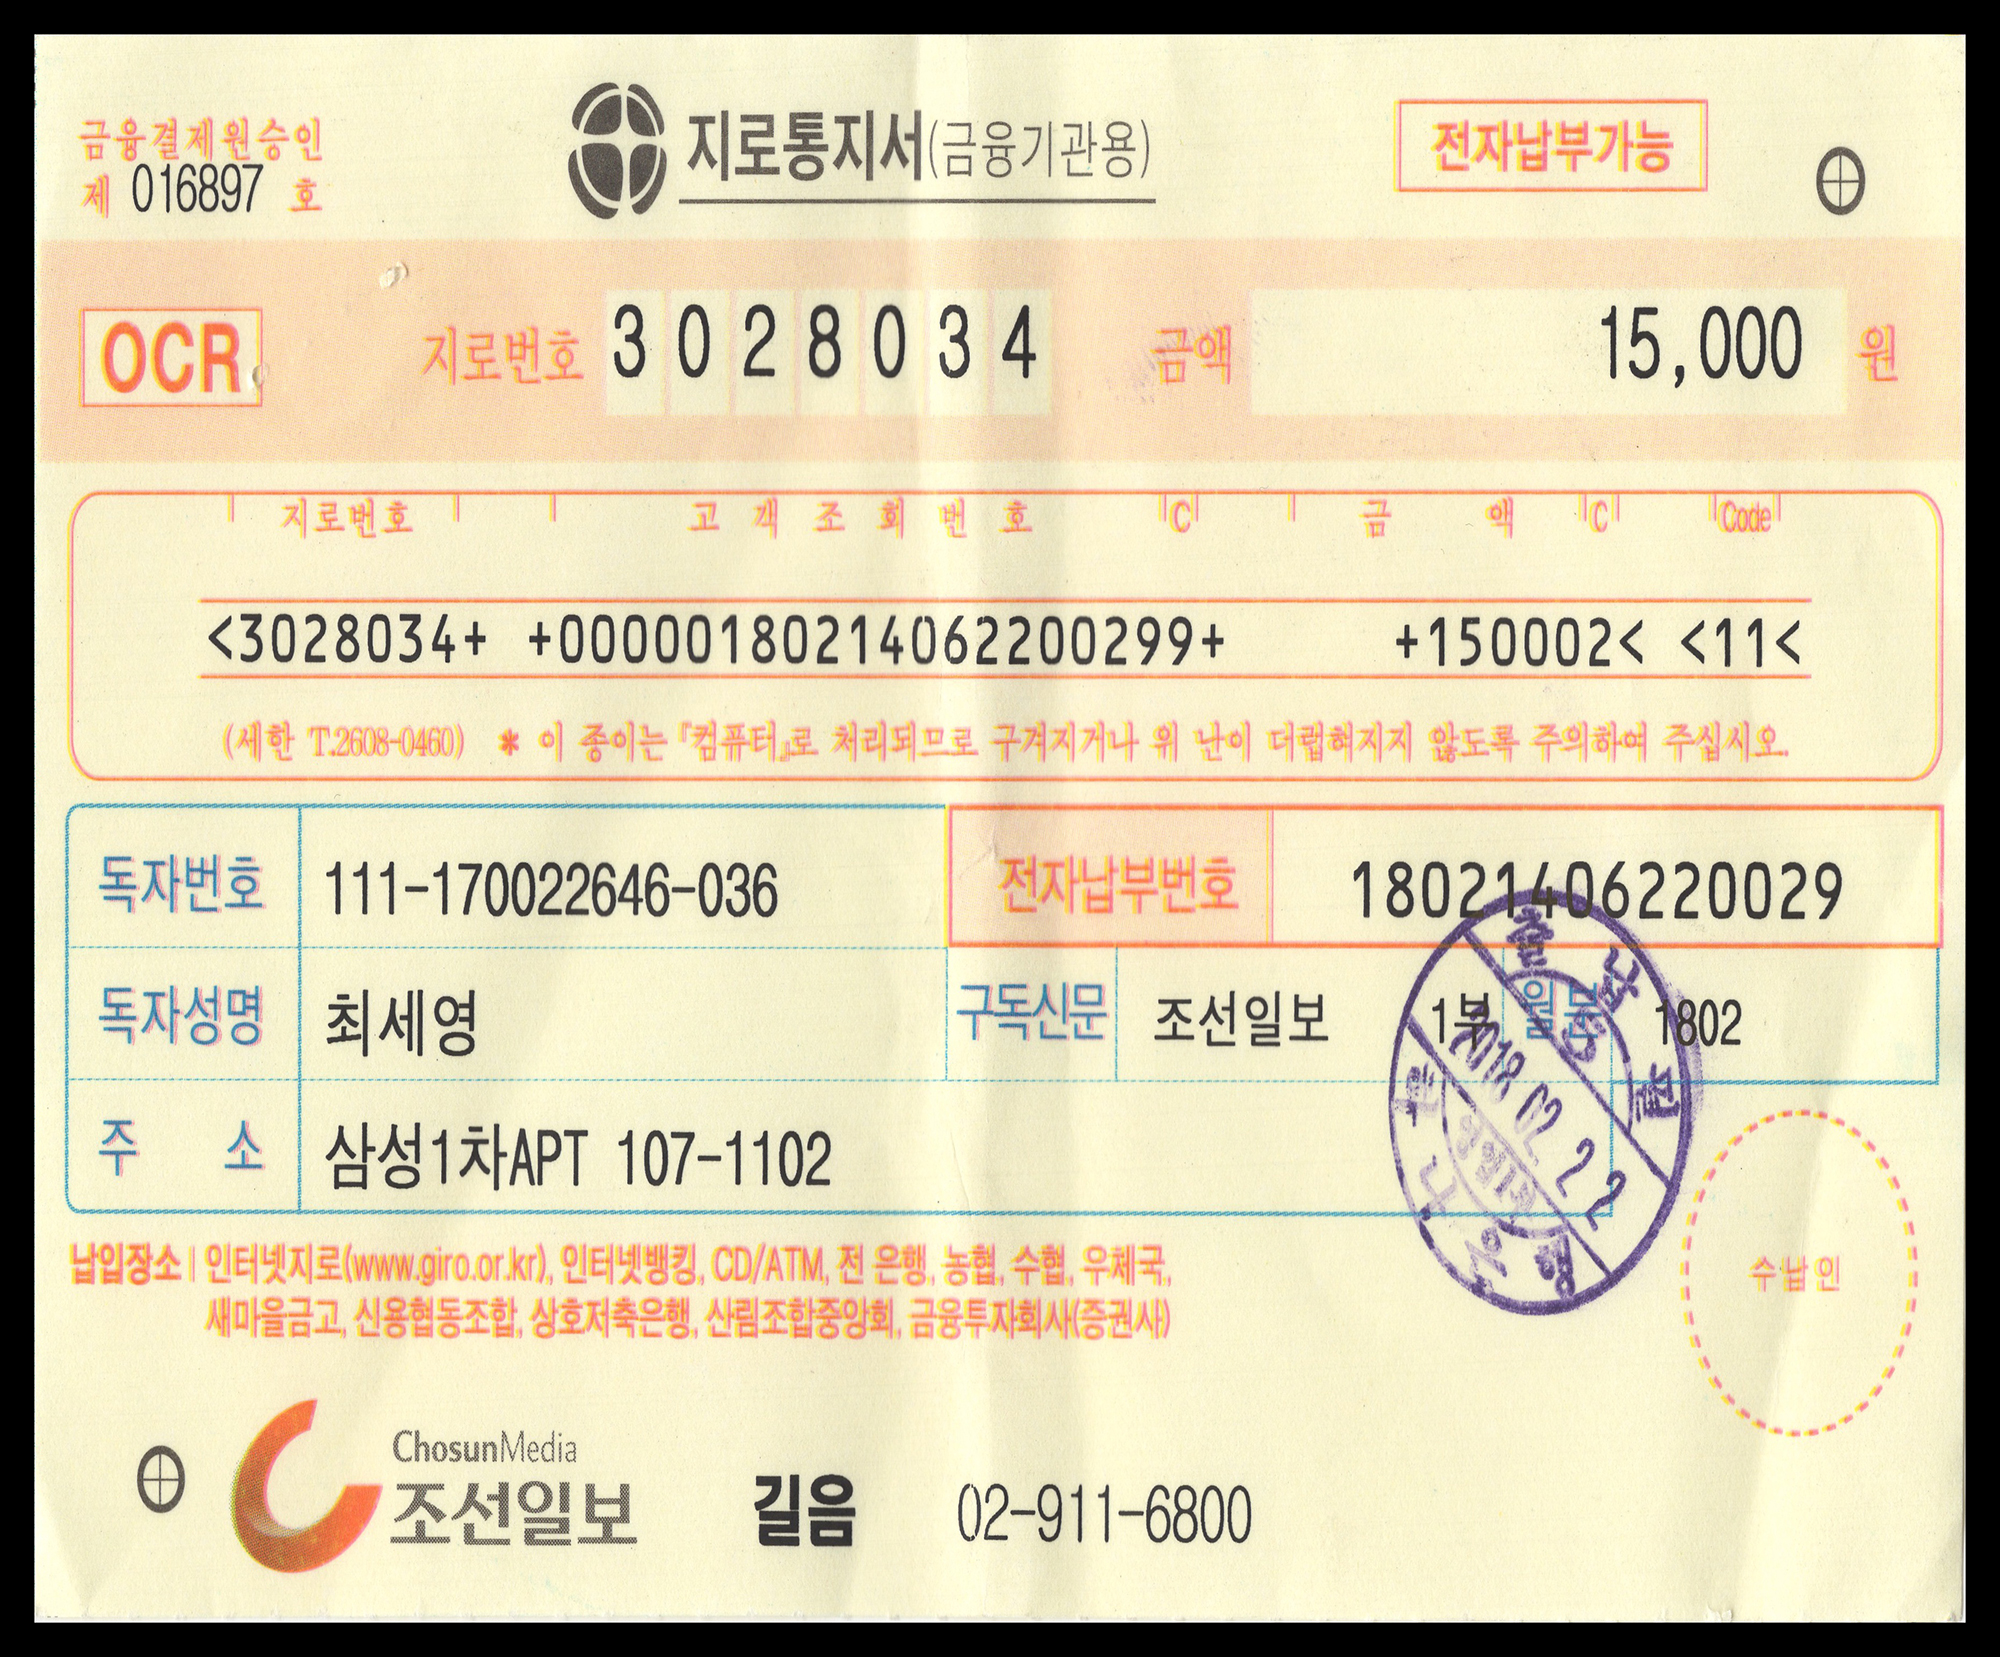 금융결제원승인
제 016897 호
지로통지서(금융기관용)
전자납부가능
OCR
지로번호 3028034 금액 15,000 원
지로번호 고객조회번호 C 금액 C Code
<3028034+ +00000180214062200299+ +150002< <11<
(세한 T.2608-0460) * 이 종이는 『컴퓨터』로 처리되므로 구겨지거나 위 난이 더럽혀지지 않도록 주의하여 주십시오.
독자번호 111-170022646-036 전자납부번호 18021406220029
독자성명 최세영 구독신문 조선일보 1부 월분 1802
주 소 삼성1차APT 107-1102
출납
2018 02 22
은행
수납인
납입장소 | 인터넷지로(www.giro.or.kr), 인터넷뱅킹, CD/ATM, 전 은행, 농협, 수협, 우체국,
새마을금고, 신용협동조합, 상호저축은행, 산림조합중앙회, 금융투자회사(증권사)
ChosunMedia
조선일보 길음 02-911-6800